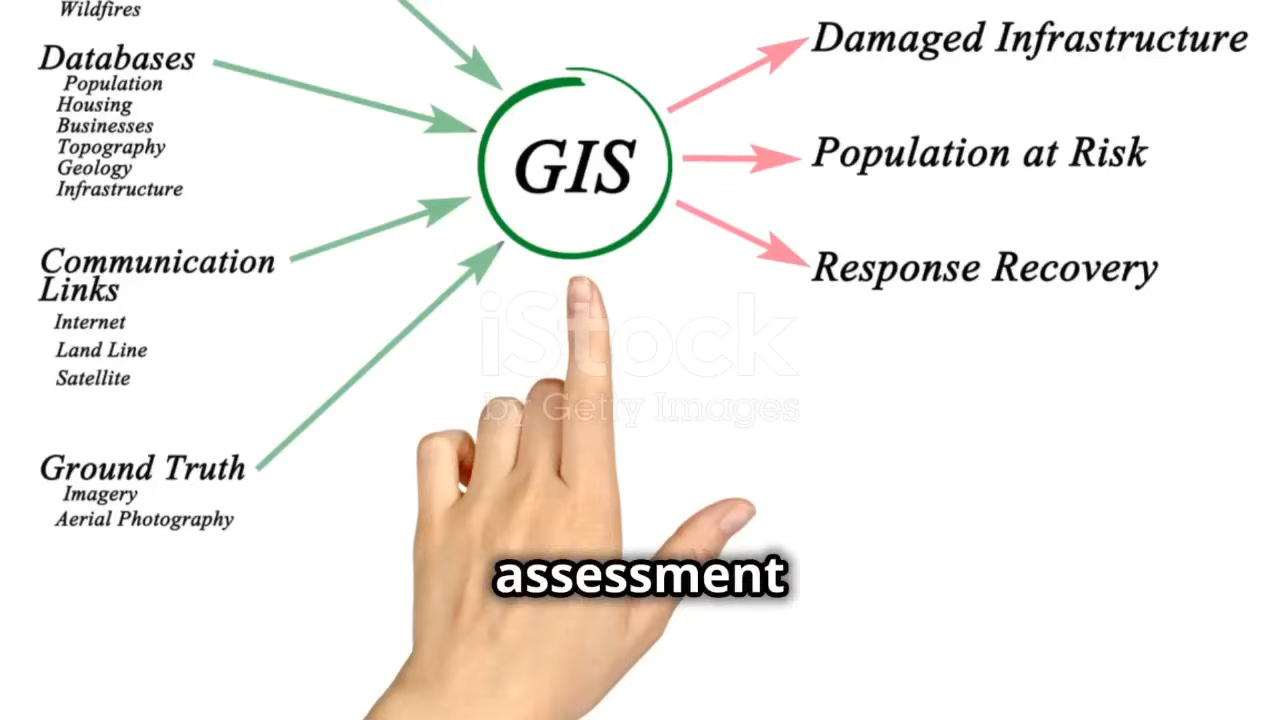 Wildfires
Databases
Population
Housing
Businesses
Topography
Geology
Infrastructure
Communication
Links
Internet
Land Line
Satellite
Ground Truth
Imagery
Aerial Photography
GIS
Damaged Infrastructure
Population at Risk
Response Recovery
iStock
by Getty Images
assessment